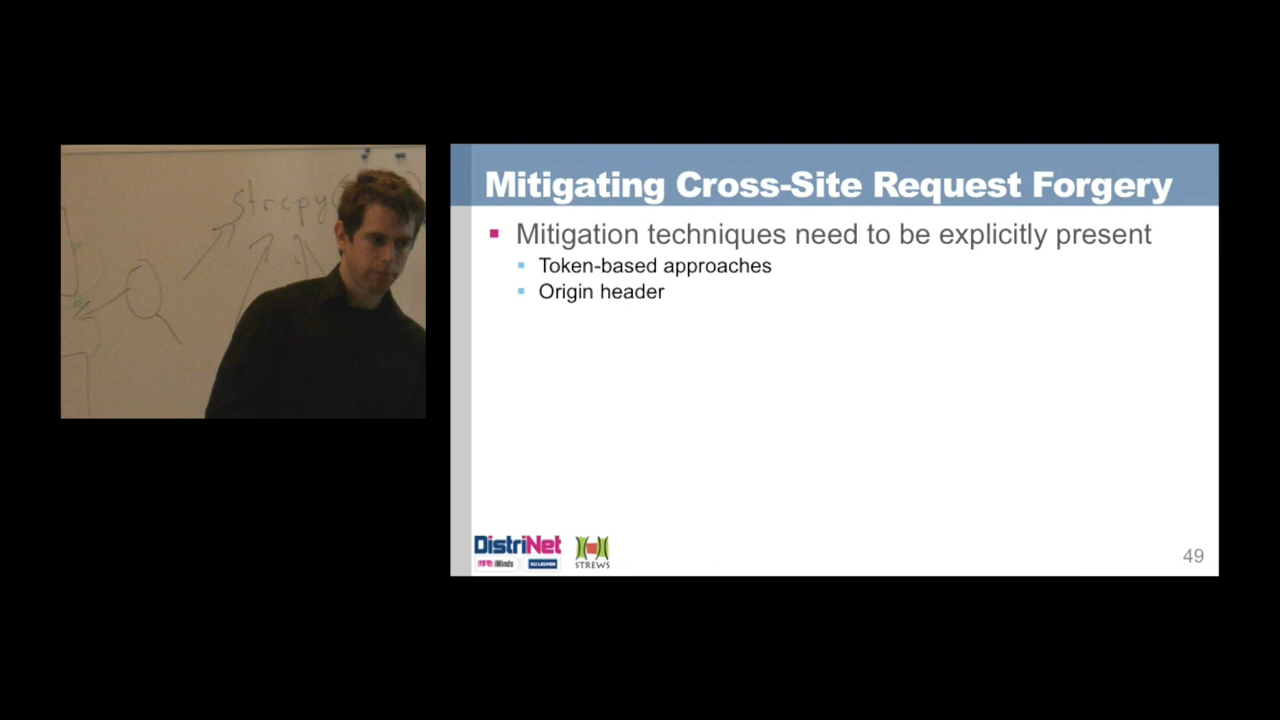 strcpy(
Mitigating Cross-Site Request Forgery
Mitigation techniques need to be explicitly present
Token-based approaches
Origin header
DistriNet
iMinds
KU LEUVEN
STREWS
49